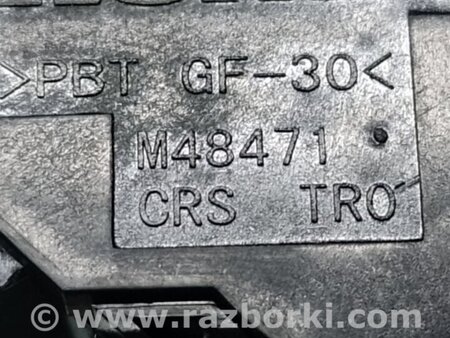 >PBT GF-30<
M48471
CRS TRO
© www.razborki.com